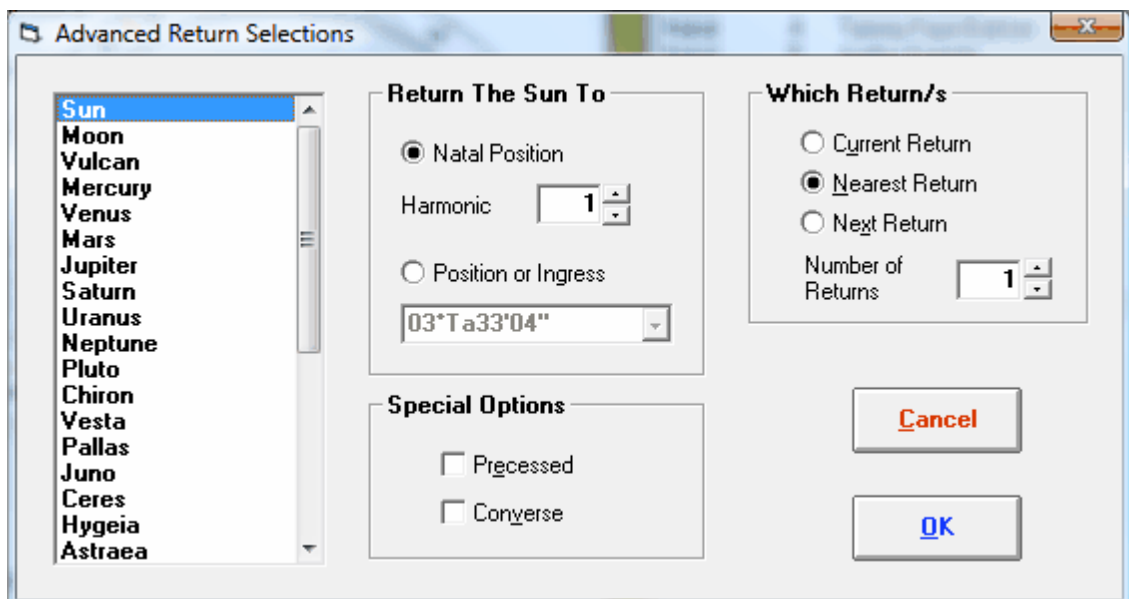 Advanced Return Selections
Sun
Moon
Vulcan
Mercury
Venus
Mars
Jupiter
Saturn
Uranus
Neptune
Pluto
Chiron
Vesta
Pallas
Juno
Ceres
Hygeia
Astraea
Return The Sun To
Natal Position
Harmonic 1
Position or Ingress
03*Ta33'04"
Special Options
Precessed
Converse
Which Return/s
Current Return
Nearest Return
Next Return
Number of
Returns 1
Cancel
OK